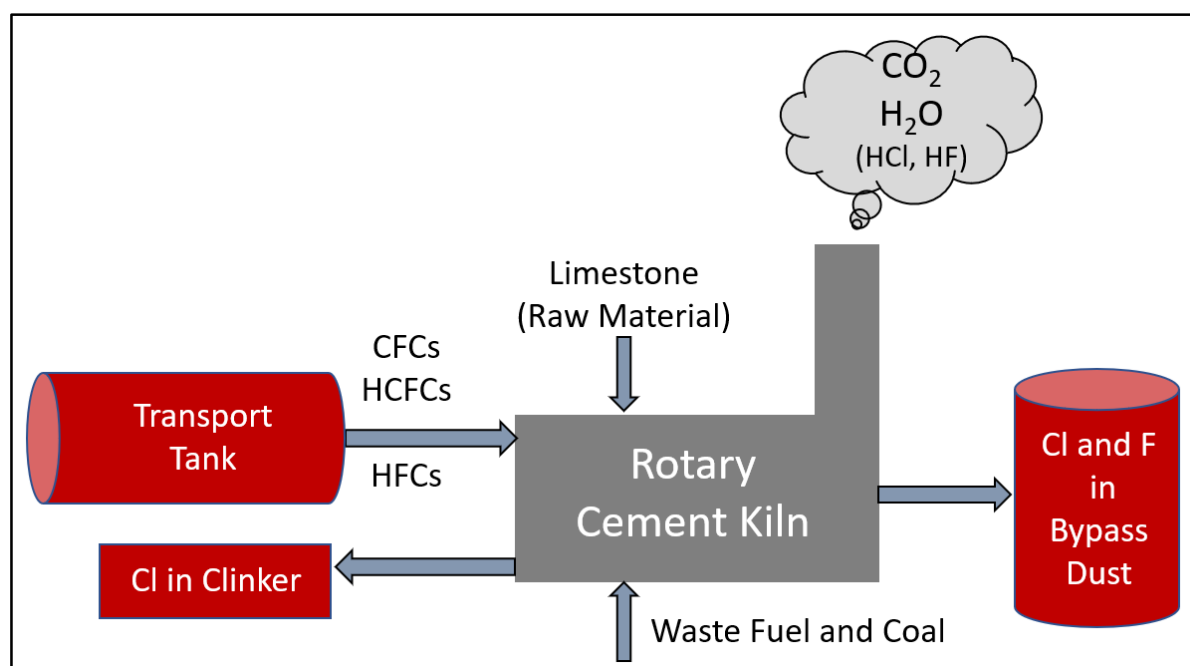 CO₂
H₂O
(HCl, HF)
Limestone
(Raw Material)
CFCs
HCFCs
HFCs
Transport
Tank
Rotary
Cement Kiln
Cl and F
in
Bypass
Dust
Cl in Clinker
Waste Fuel and Coal